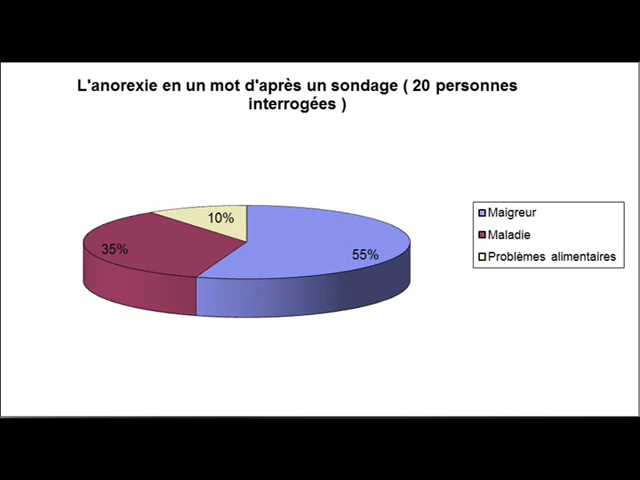 L'anorexie en un mot d'après un sondage ( 20 personnes
interrogées )
10%
35%
55%
Maigreur
Maladie
Problèmes alimentaires